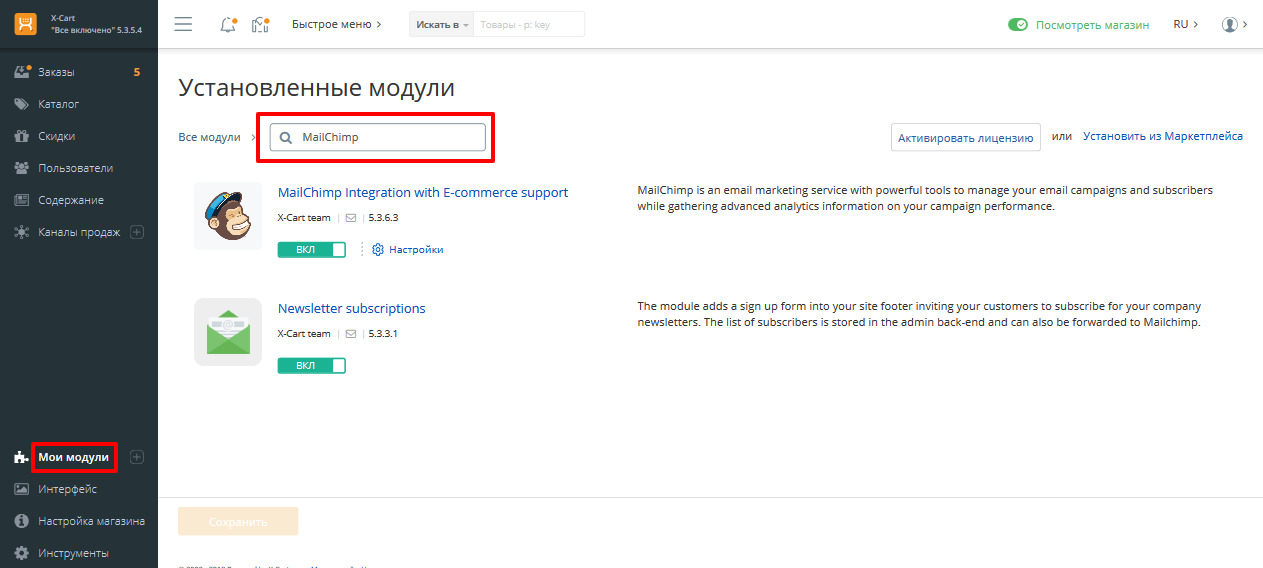 X-Cart
"Все включено" 5.3.5.4
Быстрое меню
Искать в
Товары - p: key
Посмотреть магазин
RU
Заказы
5
Каталог
Скидки
Пользователи
Содержание
Каналы продаж
Мои модули
Интерфейс
Настройка магазина
Инструменты
Установленные модули
Все модули
MailChimp
Активировать лицензию
или
Установить из Маркетплейса
MailChimp Integration with E-commerce support
X-Cart team
5.3.6.3
ВКЛ
Настройки
MailChimp is an email marketing service with powerful tools to manage your email campaigns and subscribers
while gathering advanced analytics information on your campaign performance.
Newsletter subscriptions
X-Cart team
5.3.3.1
ВКЛ
The module adds a sign up form into your site footer inviting your customers to subscribe for your company
newsletters. The list of subscribers is stored in the admin back-end and can also be forwarded to Mailchimp.
Сохранить